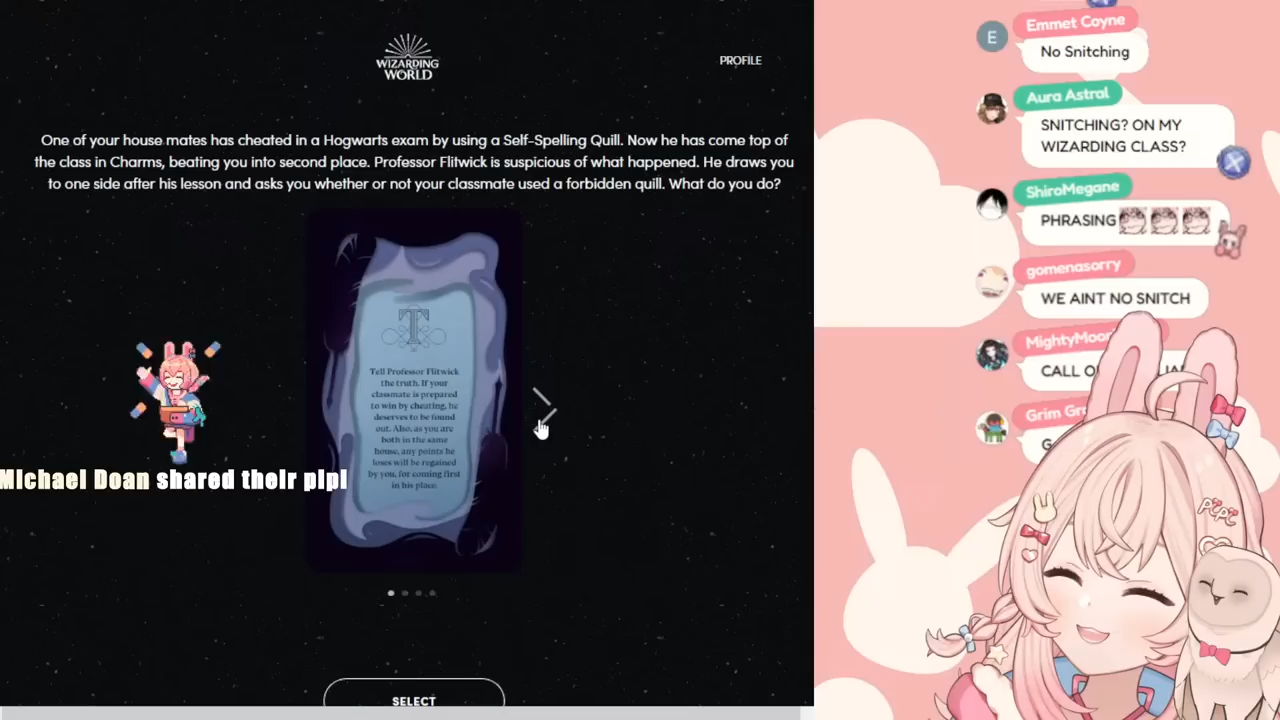 WIZARDING
WORLD
PROFILE
One of your house mates has cheated in a Hogwarts exam by using a Self-Spelling Quill. Now he has come top of
the class in Charms, beating you into second place. Professor Flitwick is suspicious of what happened. He draws you
to one side after his lesson and asks you whether or not your classmate used a forbidden quill. What do you do?
T
Tell Professor Flitwick
the truth. If your
classmate is prepared
to win by cheating, he
deserves to be found
out. Also, as you are
both in the same
house, any points he
loses will be regained
by you, for coming first
in his place.
SELECT
Michael Doan shared their pipi
E
Emmet Coyne
No Snitching
Aura Astral
SNITCHING? ON MY
WIZARDING CLASS?
ShiroMegane
PHRASING
gomenasorry
WE AINT NO SNITCH
CALL
Grim
PiPi